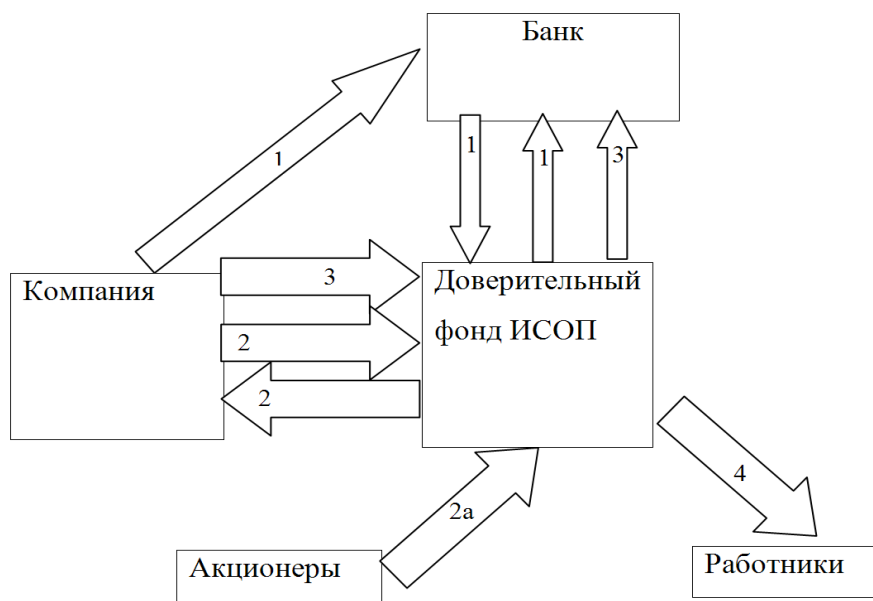 Банк
1
1
1
3
Компания
3
Доверительный
фонд ИСОП
2
2
4
2а
Акционеры
Работники